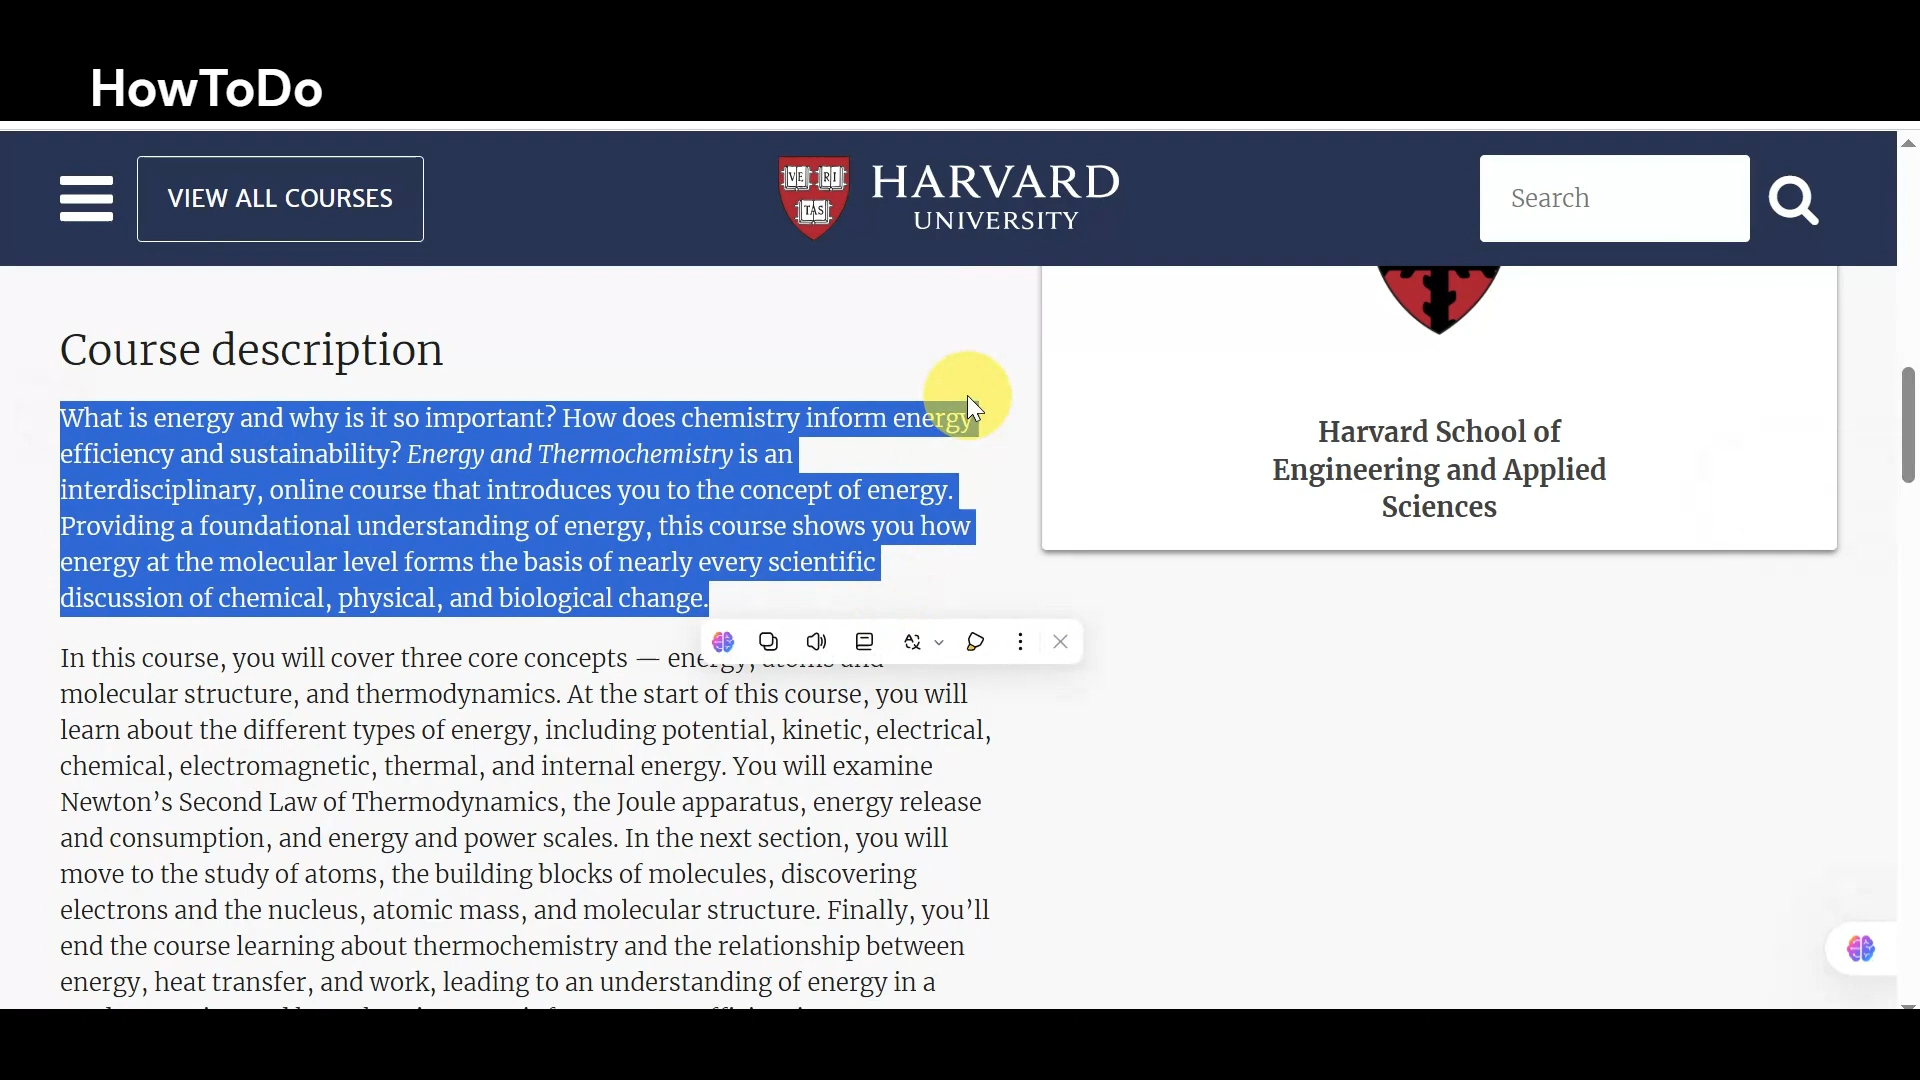 HowToDo
VIEW ALL COURSES
VE RI
TAS
HARVARD
UNIVERSITY
Search
Course description
What is energy and why is it so important? How does chemistry inform energy
efficiency and sustainability? Energy and Thermochemistry is an
interdisciplinary, online course that introduces you to the concept of energy.
Providing a foundational understanding of energy, this course shows you how
energy at the molecular level forms the basis of nearly every scientific
discussion of chemical, physical, and biological change.
In this course, you will cover three core concepts — energy, atoms and
molecular structure, and thermodynamics. At the start of this course, you will
learn about the different types of energy, including potential, kinetic, electrical,
chemical, electromagnetic, thermal, and internal energy. You will examine
Newton’s Second Law of Thermodynamics, the Joule apparatus, energy release
and consumption, and energy and power scales. In the next section, you will
move to the study of atoms, the building blocks of molecules, discovering
electrons and the nucleus, atomic mass, and molecular structure. Finally, you’ll
end the course learning about thermochemistry and the relationship between
energy, heat transfer, and work, leading to an understanding of energy in a
Harvard School of
Engineering and Applied
Sciences